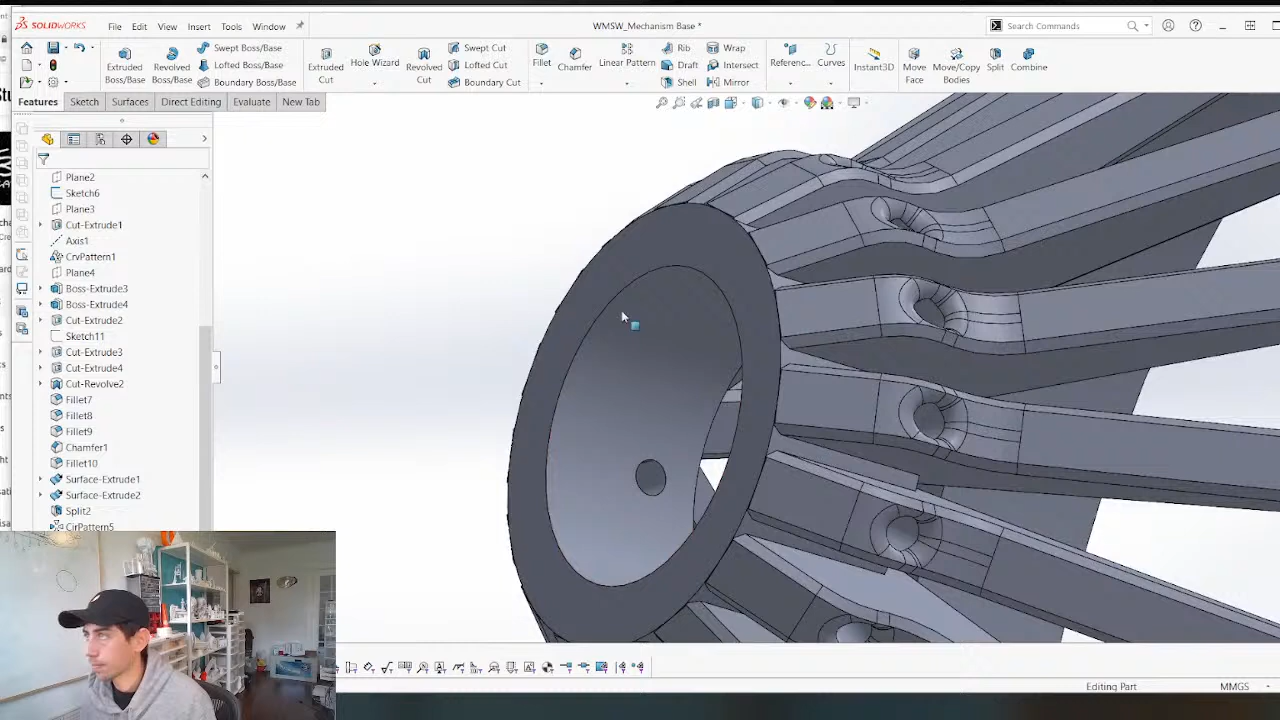 SOLIDWORKS File Edit View Insert Tools Window WMSW_Mechanism Base * Search Commands
Extruded Boss/Base Revolved Boss/Base Swept Boss/Base Lofted Boss/Base Boundary Boss/Base Extruded Cut Hole Wizard Revolved Cut Swept Cut Lofted Cut Boundary Cut Fillet Chamfer Linear Pattern Rib Draft Shell Wrap Intersect Mirror Referenc... Curves Instant3D Move Face Move/Copy Bodies Split Combine
Features Sketch Surfaces Direct Editing Evaluate New Tab
Plane2
Sketch6
Plane3
Cut-Extrude1
Axis1
CrvPattern1
Plane4
Boss-Extrude3
Boss-Extrude4
Cut-Extrude2
Sketch11
Cut-Extrude3
Cut-Extrude4
Cut-Revolve2
Fillet7
Fillet8
Fillet9
Chamfer1
Fillet10
Surface-Extrude1
Surface-Extrude2
Split2
CirPattern5
Editing Part MMGS